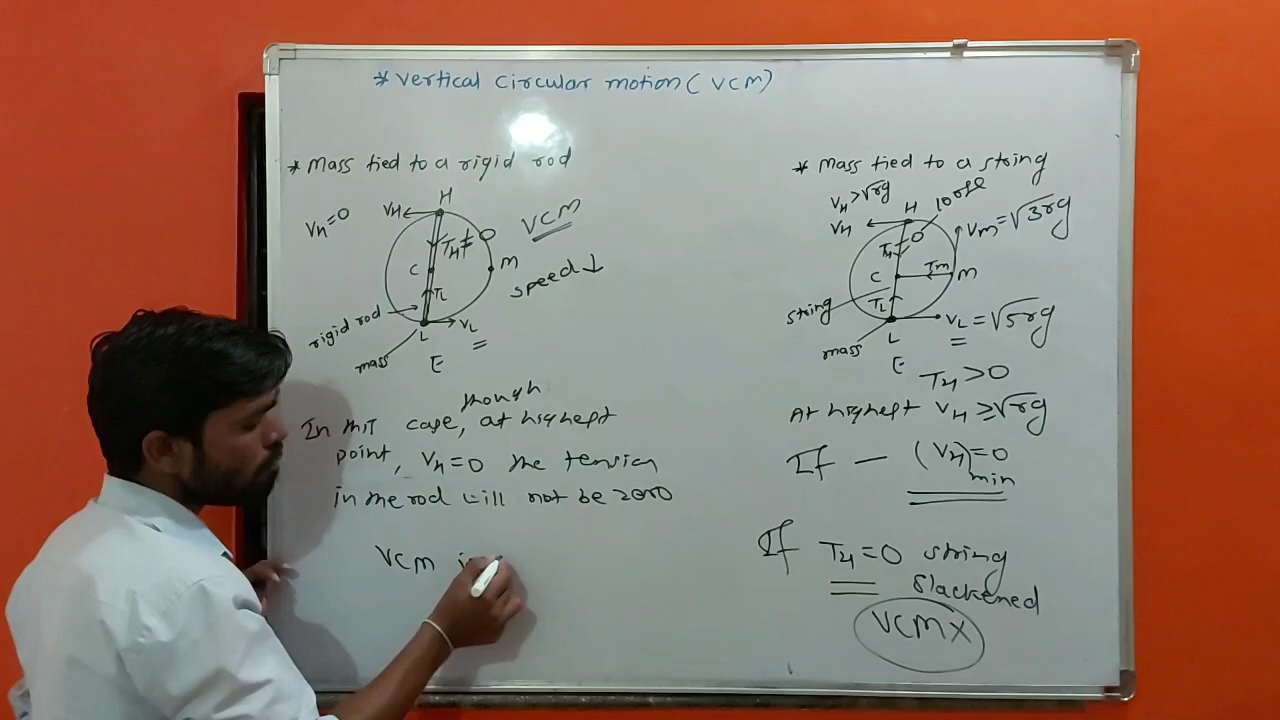 * Vertical Circular motion (VCM)
* Mass tied to a rigid rod
H
VH
VH=0
TH≠0
VCM
C
M
speed↓
TL
rigid rod
VL
L
mass
E
though
In this case, at highest
point, VH=0 the tension
in the rod will not be zero
VCM i
* Mass tied to a string
VH>√rg
H
VH
TH
Vm=√3rg
C
Tm
M
string
TL
VL=√5rg
L
mass
E
TH>0
At highest VH≥√rg
If — (VH)min=0
If TH=0 string
slackened
VCMX